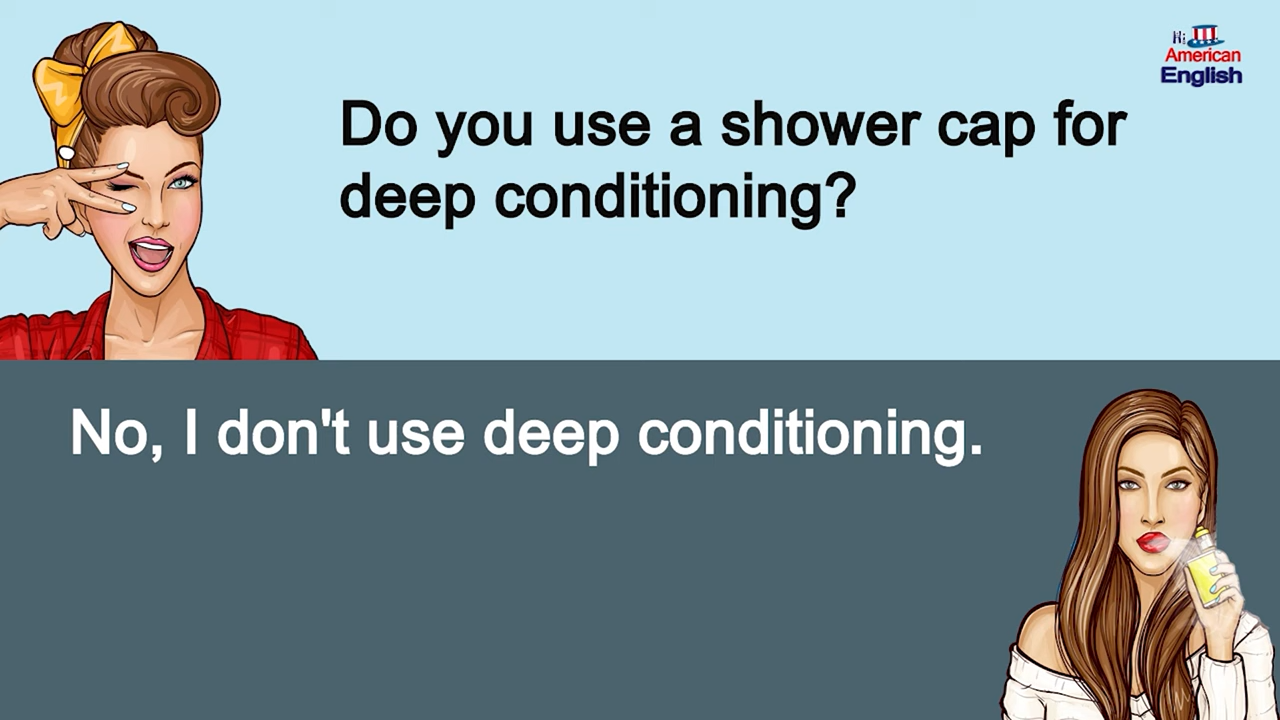 Hi
American
English
Do you use a shower cap for
deep conditioning?
No, I don't use deep conditioning.